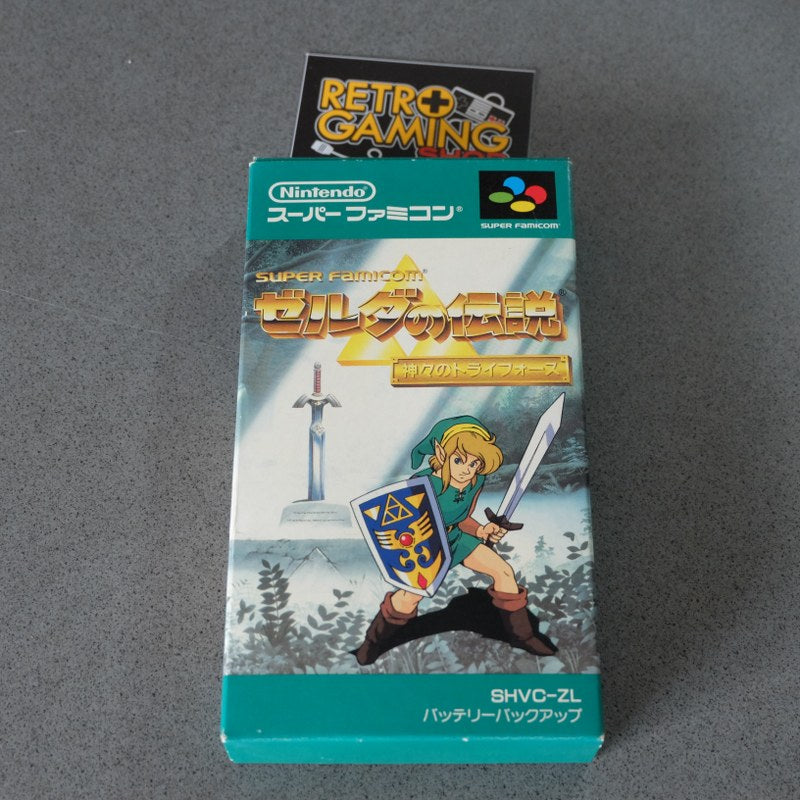 RETRO
GAMING
SHOP
Nintendo®
スーパーファミコン®
SUPER FAMICOM™
SUPER FAMICOM®
ゼルダの伝説®
神々のトライフォース
SHVC-ZL
バッテリーバックアップ